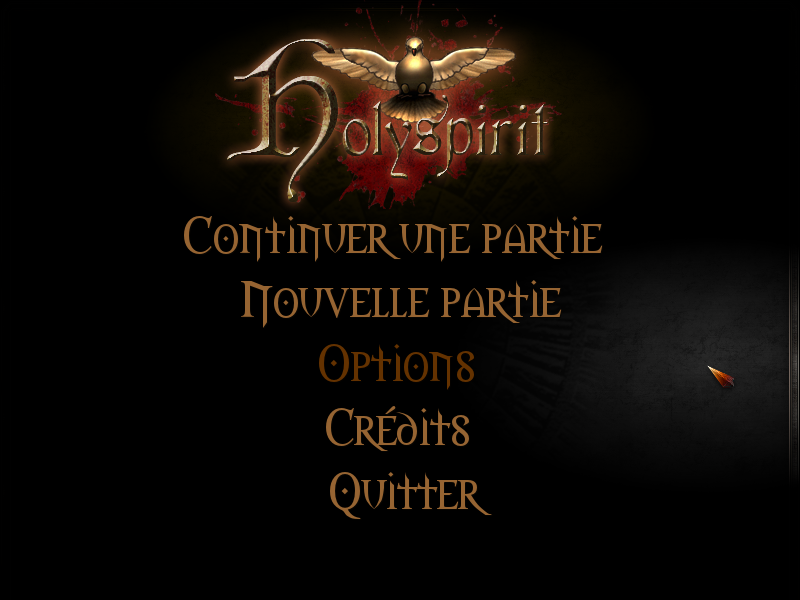 Holyspirit
Continuer une partie
Nouvelle partie
Options
Crédits
Quitter